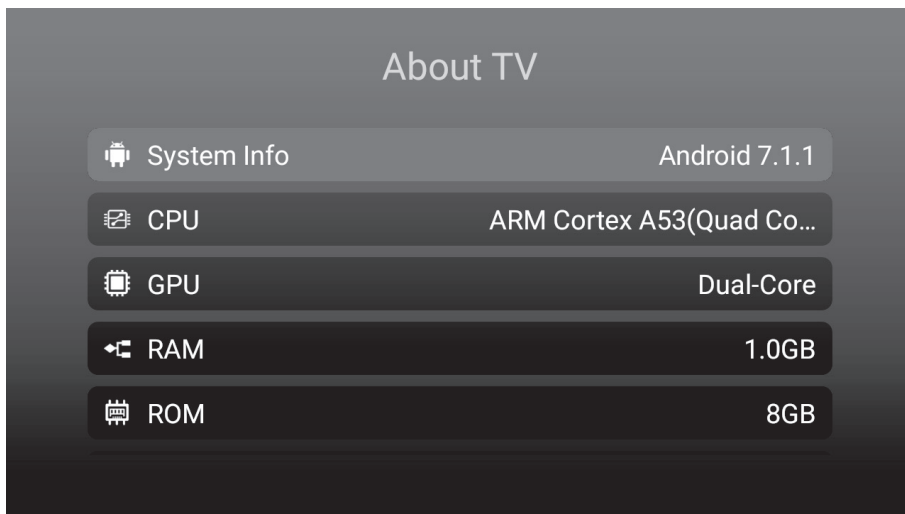 About TV
System Info Android 7.1.1
CPU ARM Cortex A53(Quad Co...
GPU Dual-Core
RAM 1.0GB
ROM 8GB